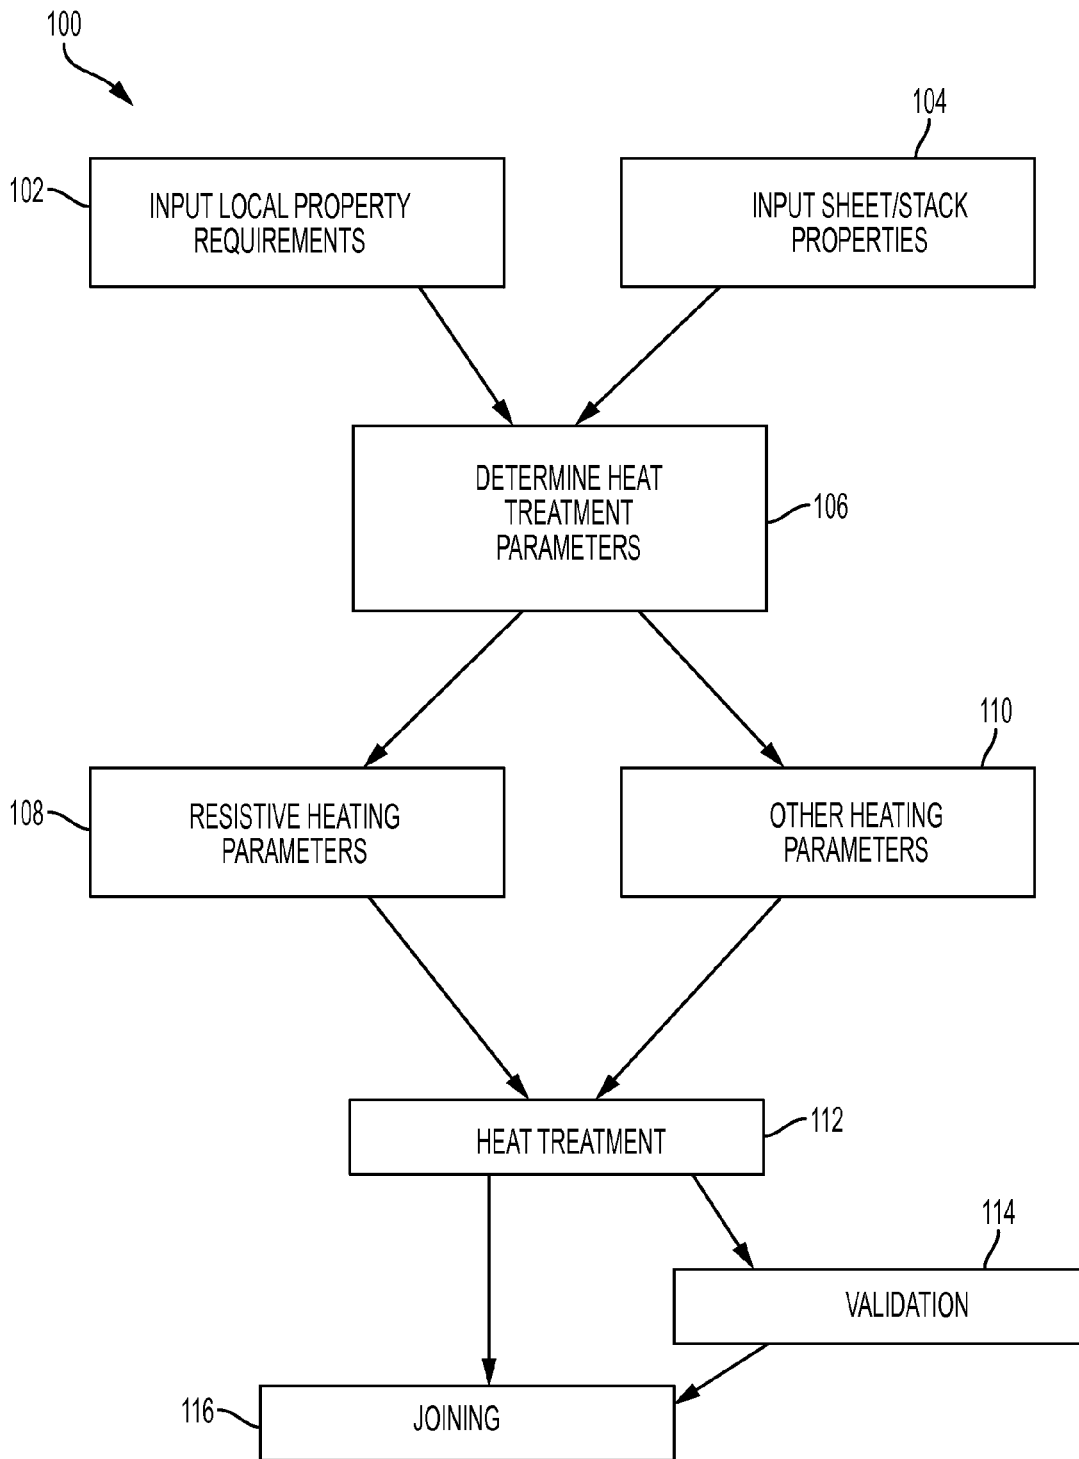 100
104
102
INPUT LOCAL PROPERTY
REQUIREMENTS
INPUT SHEET/STACK
PROPERTIES
DETERMINE HEAT
TREATMENT
PARAMETERS
106
110
108
RESISTIVE HEATING
PARAMETERS
OTHER HEATING
PARAMETERS
HEAT TREATMENT
112
114
VALIDATION
116
JOINING